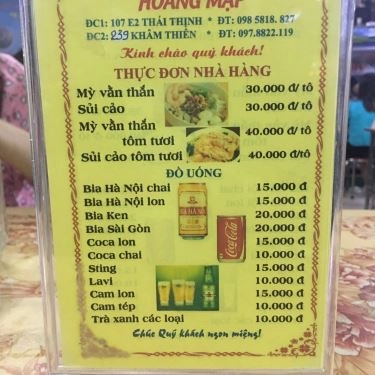 HOÀNG MẬP
ĐC1: 107 E2 THÁI THỊNH * ĐT: 098 5818. 827
ĐC2: 239 KHÂM THIÊN * ĐT: 097.8822.119
Kính chào quý khách!
THỰC ĐƠN NHÀ HÀNG
Mỳ vằn thắn 30.000 đ/tô
Sủi cảo 30.000 đ/tô
Mỳ vằn thắn tôm tươi 40.000 đ/tô
Sủi cảo tôm tươi 40.000 đ/tô
ĐỒ UỐNG
Bia Hà Nội chai 15.000 đ
Bia Hà Nội lon 15.000 đ
Bia Ken 20.000 đ
Bia Sài Gòn 20.000 đ
Coca lon 15.000 đ
Coca chai 10.000 đ
Sting 15.000 đ
Lavi 10.000 đ
Cam lon 15.000 đ
Cam tép 10.000 đ
Trà xanh các loại 10.000 đ
Chúc Quý khách ngon miệng!
Coca-Cola